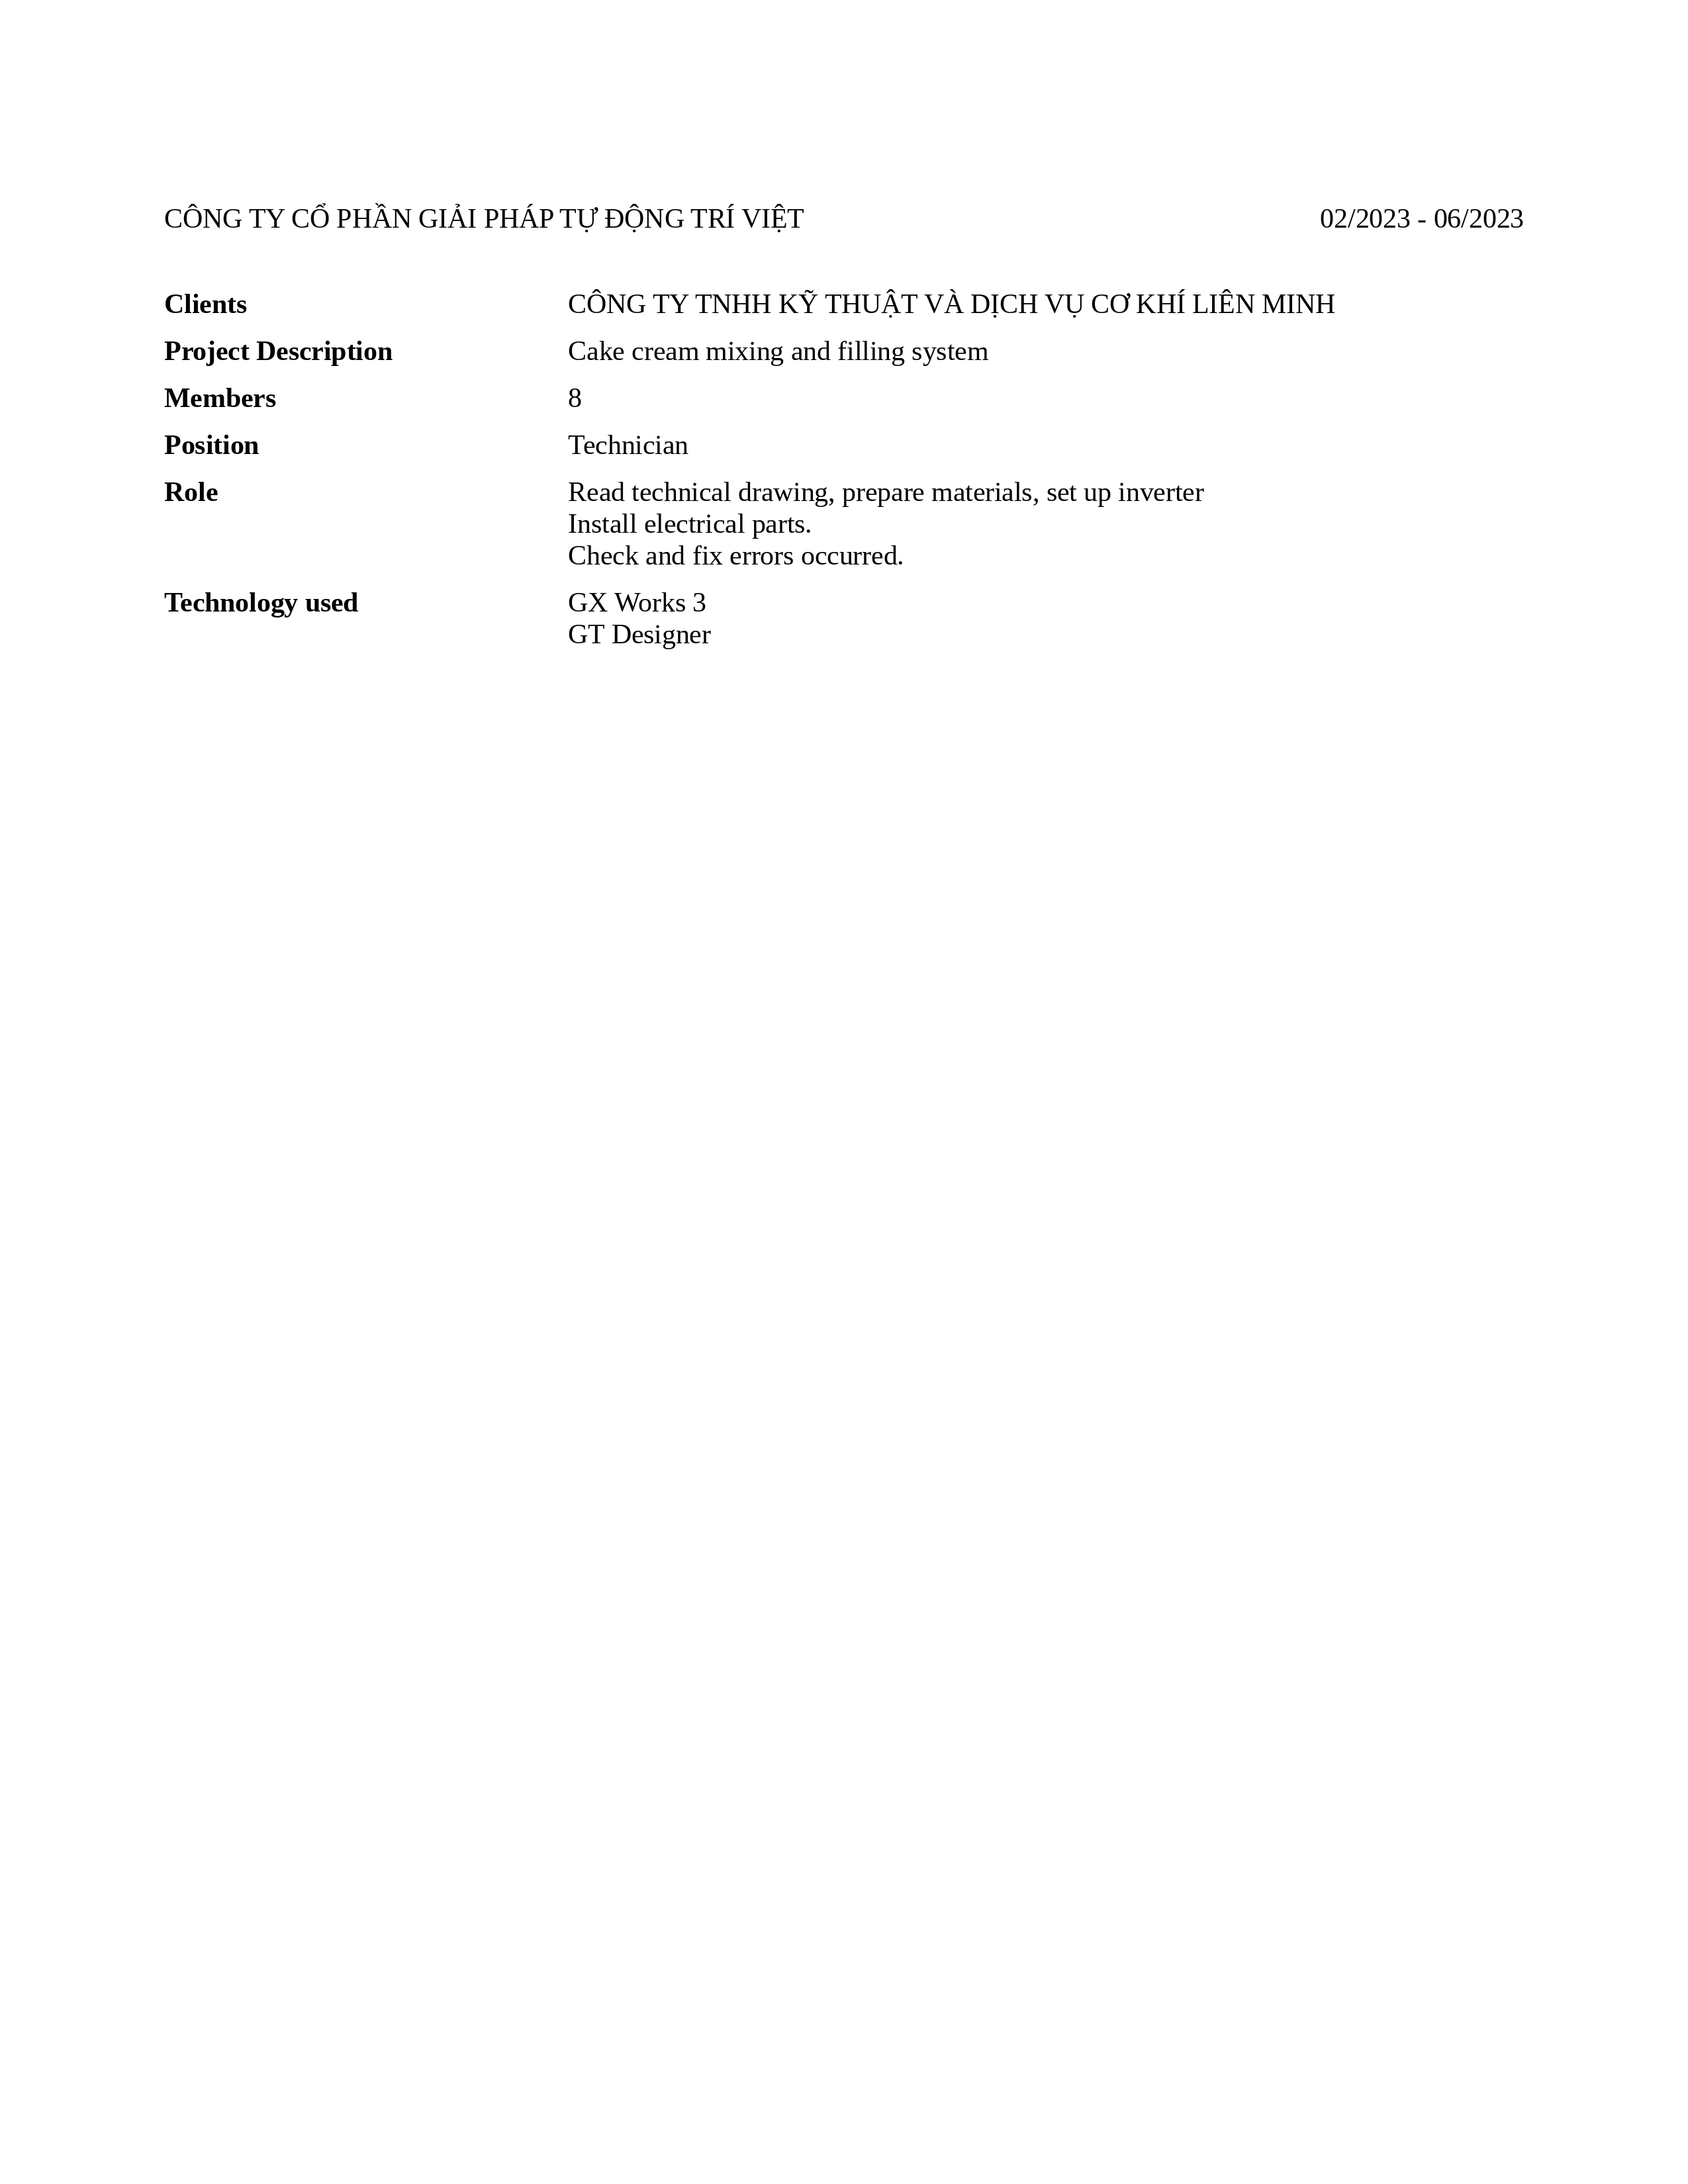 CÔNG TY CỔ PHẦN GIẢI PHÁP TỰ ĐỘNG TRÍ VIỆT 02/2023 - 06/2023
Clients CÔNG TY TNHH KỸ THUẬT VÀ DỊCH VỤ CƠ KHÍ LIÊN MINH
Project Description Cake cream mixing and filling system
Members 8
Position Technician
Role Read technical drawing, prepare materials, set up inverter
Install electrical parts.
Check and fix errors occurred.
Technology used GX Works 3
GT Designer